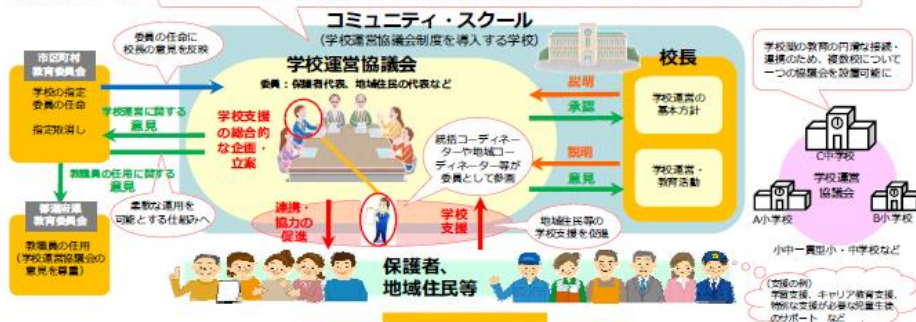 コミュニティ・スクール
(学校運営協議会制度を導入する学校)
委員の任命に
校長の意見を反映
市区町村
教育委員会
学校の指定
委員の任命
指定取消し
学校運営に関する
意見
教職員の任用に関する
意見
都道府県
教育委員会
教職員の任用
(学校運営協議会の
意見を尊重)
柔軟な運用を
可能とする仕組みへ
学校運営協議会
委員:保護者代表、地域住民の代表など
学校支援
の総合的
な企画・
立案
統括コーディネー
ターや地域コー
ディネーター等が
委員として参画
連携・
協力の
促進
学校
支援
地域住民等の
学校支援を促進
説明
承認
説明
意見
校長
学校運営の
基本方針
学校運営・
教育活動
学校間の教育の円滑な接続・
連携のため、複数校について
一つの協議会を設置可能に
C中学校
学校運営
協議会
A小学校
B小学校
小中一貫型小・中学校など
保護者、
地域住民等
(支援の例)
学習支援、キャリア教育支援、
特別な支援が必要な児童生徒
のサポート など